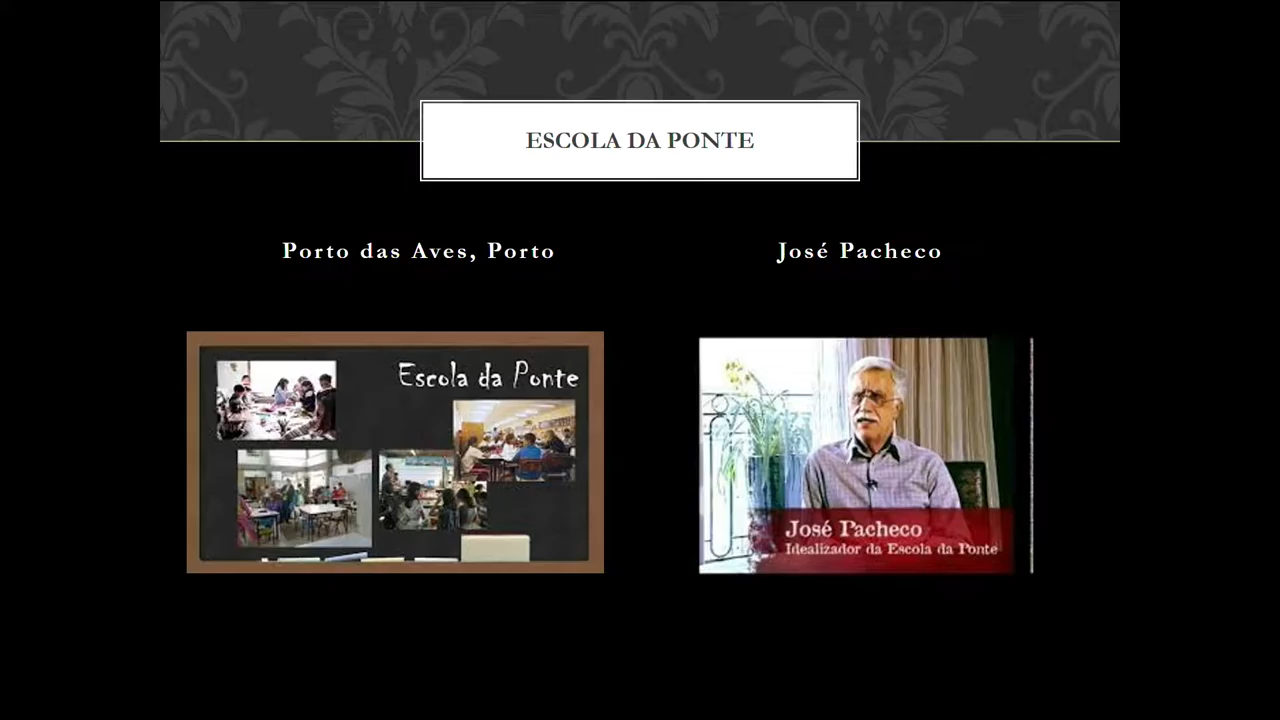 ESCOLA DA PONTE
Porto das Aves, Porto
José Pacheco
Escola da Ponte
José Pacheco
Idealizador da Escola da Ponte